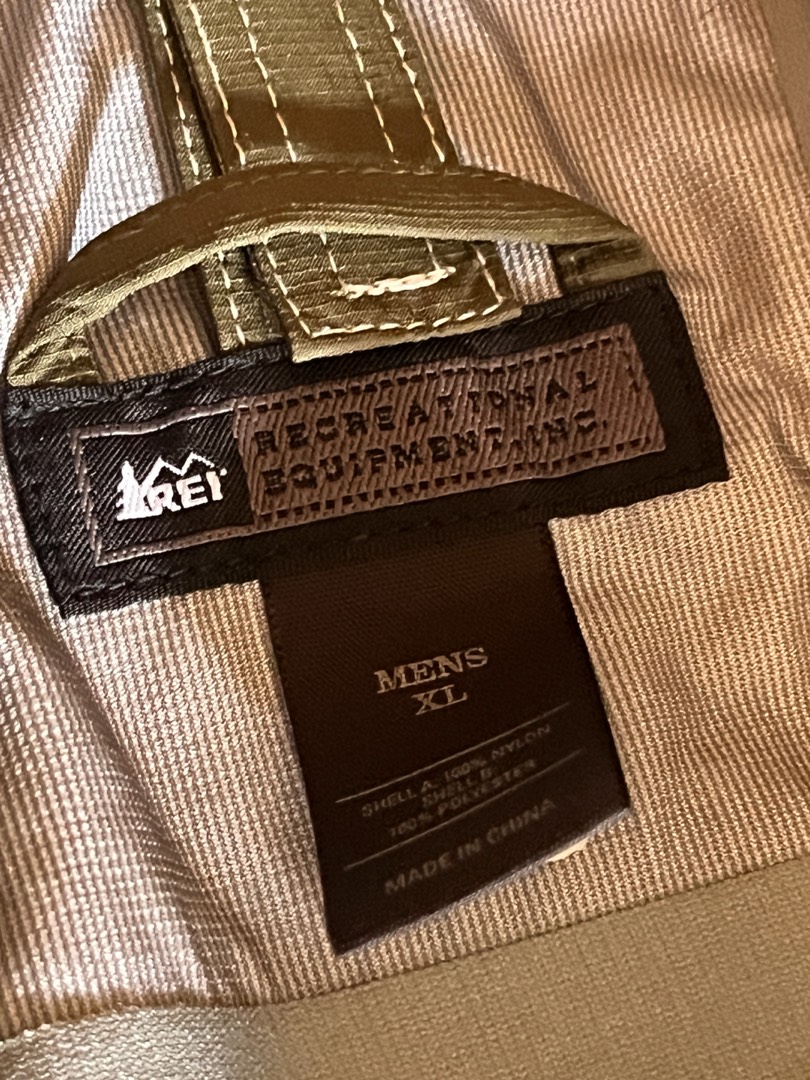 REI
RECREATIONAL
EQUIPMENT, INC.
MENS
XL
SHELL A: 100% NYLON
SHELL B:
100% POLYESTER
MADE IN CHINA